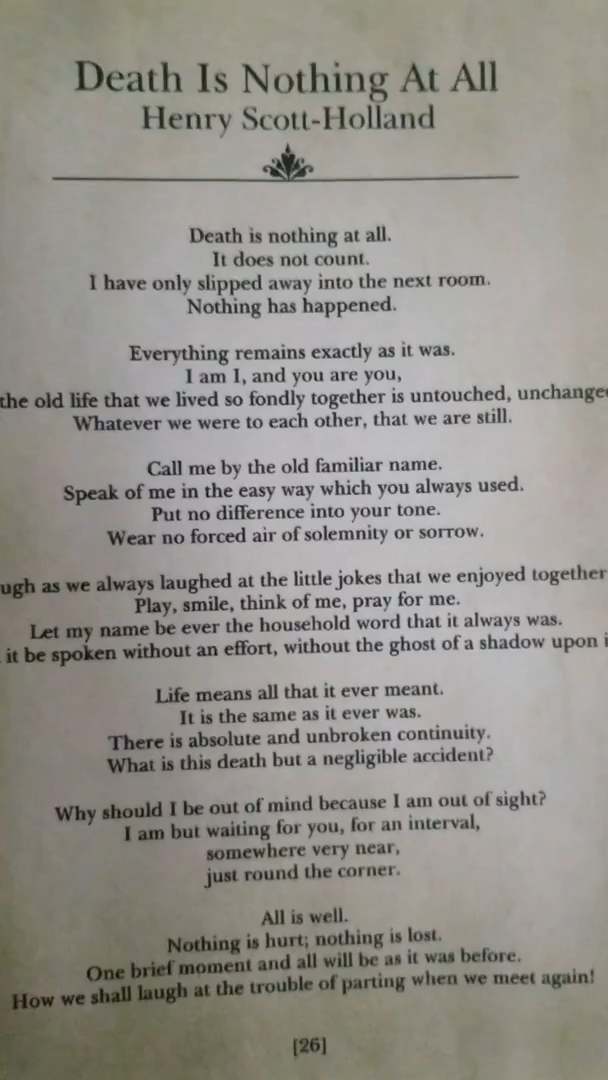 Death Is Nothing At All
Henry Scott-Holland
Death is nothing at all.
It does not count.
I have only slipped away into the next room.
Nothing has happened.
Everything remains exactly as it was.
I am I, and you are you,
the old life that we lived so fondly together is untouched, unchanged
Whatever we were to each other, that we are still.
Call me by the old familiar name.
Speak of me in the easy way which you always used.
Put no difference into your tone.
Wear no forced air of solemnity or sorrow.
ugh as we always laughed at the little jokes that we enjoyed together
Play, smile, think of me, pray for me.
Let my name be ever the household word that it always was.
it be spoken without an effort, without the ghost of a shadow upon i
Life means all that it ever meant.
It is the same as it ever was.
There is absolute and unbroken continuity.
What is this death but a negligible accident?
Why should I be out of mind because I am out of sight?
I am but waiting for you, for an interval,
somewhere very near,
just round the corner.
All is well.
Nothing is hurt; nothing is lost.
One brief moment and all will be as it was before.
How we shall laugh at the trouble of parting when we meet again!
[26]